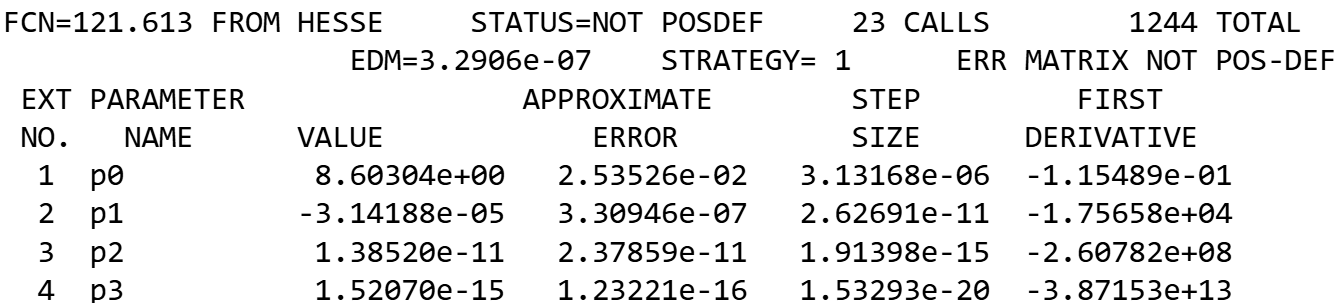 FCN=121.613 FROM HESSE STATUS=NOT POSDEF 23 CALLS 1244 TOTAL
EDM=3.2906e-07 STRATEGY= 1 ERR MATRIX NOT POS-DEF
EXT PARAMETER APPROXIMATE STEP FIRST
NO. NAME VALUE ERROR SIZE DERIVATIVE
1 p0 8.60304e+00 2.53526e-02 3.13168e-06 -1.15489e-01
2 p1 -3.14188e-05 3.30946e-07 2.62691e-11 -1.75658e+04
3 p2 1.38520e-11 2.37859e-11 1.91398e-15 -2.60782e+08
4 p3 1.52070e-15 1.23221e-16 1.53293e-20 -3.87153e+13